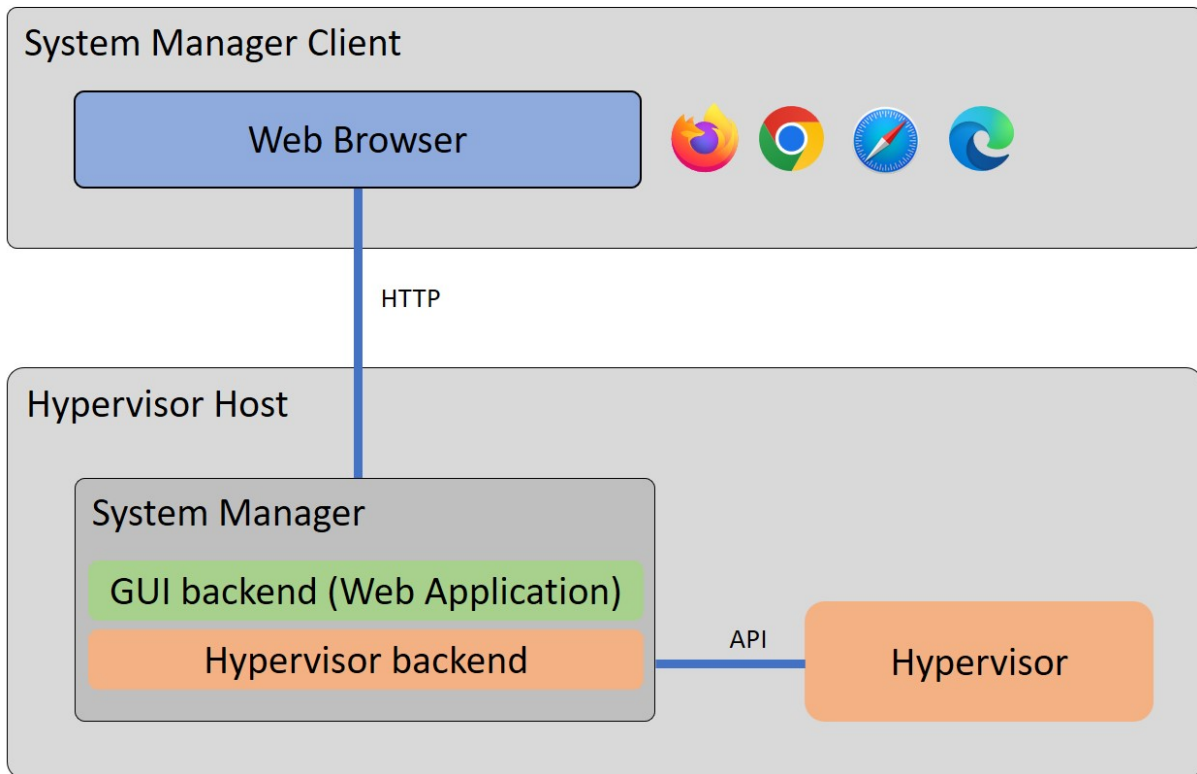 System Manager Client
Web Browser
HTTP
Hypervisor Host
System Manager
GUI backend (Web Application)
Hypervisor backend
API
Hypervisor